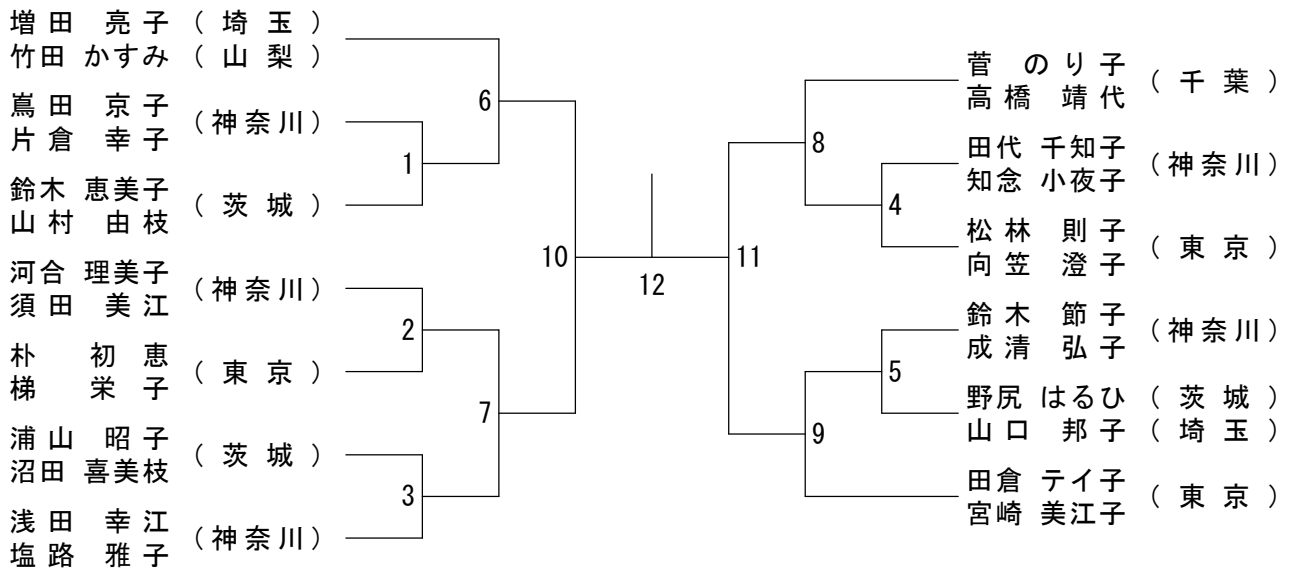 増田 亮子 ( 埼 玉 )
竹田 かすみ ( 山 梨 )
嶌田 京子 (神奈川)
片倉 幸子
1
鈴木 恵美子 ( 茨 城 )
山村 由枝
6
河合 理美子 (神奈川)
須田 美江
2
朴 初恵 ( 東 京 )
梯 栄子
7
浦山 昭子 ( 茨 城 )
沼田 喜美枝
3
浅田 幸江 (神奈川)
塩路 雅子
10
12
11
菅 のり子 ( 千 葉 )
高橋 靖代
8
田代 千知子 (神奈川)
知念 小夜子
4
松林 則子 ( 東 京 )
向笠 澄子
鈴木 節子 (神奈川)
成清 弘子
5
野尻 はるひ ( 茨 城 )
山口 邦子 ( 埼 玉 )
9
田倉 テイ子 ( 東 京 )
宮崎 美江子